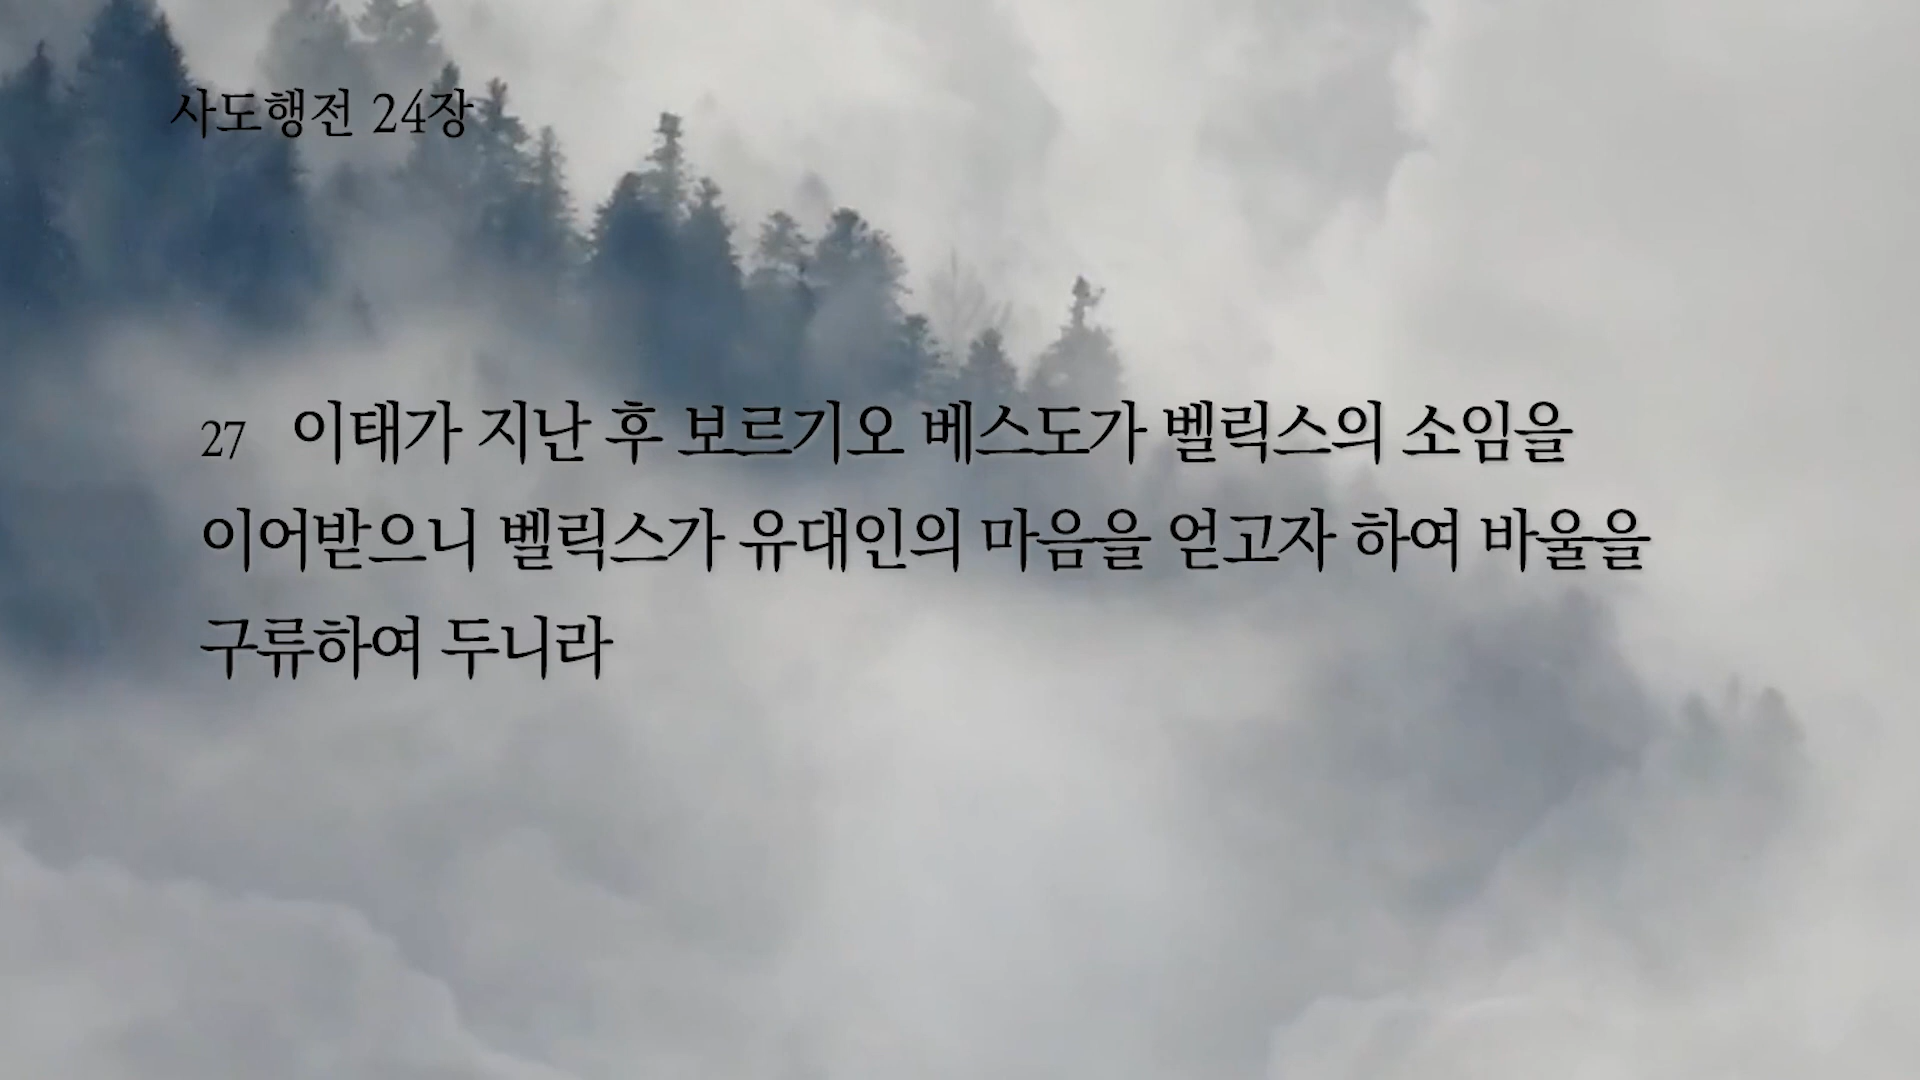 사도행전 24장
27 이태가 지난 후 보르기오 베스도가 벨릭스의 소임을
이어받으니 벨릭스가 유대인의 마음을 얻고자 하여 바울을
구류하여 두니라